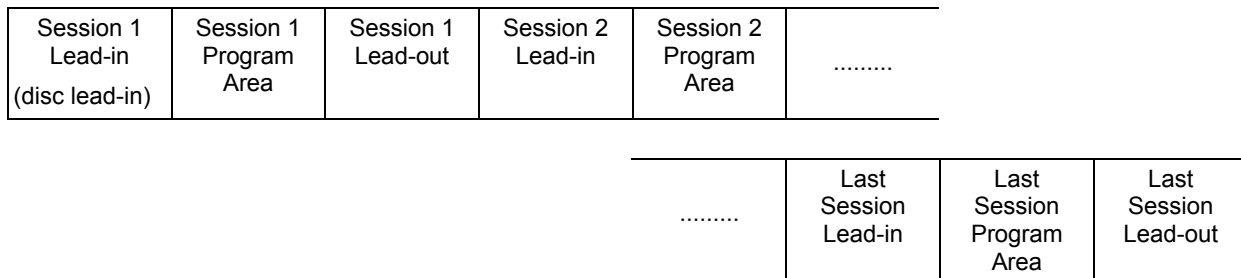 Session 1
Lead-in
(disc lead-in)
Session 1
Program
Area
Session 1
Lead-out
Session 2
Lead-in
Session 2
Program
Area
.........
.........
Last
Session
Lead-in
Last
Session
Program
Area
Last
Session
Lead-out